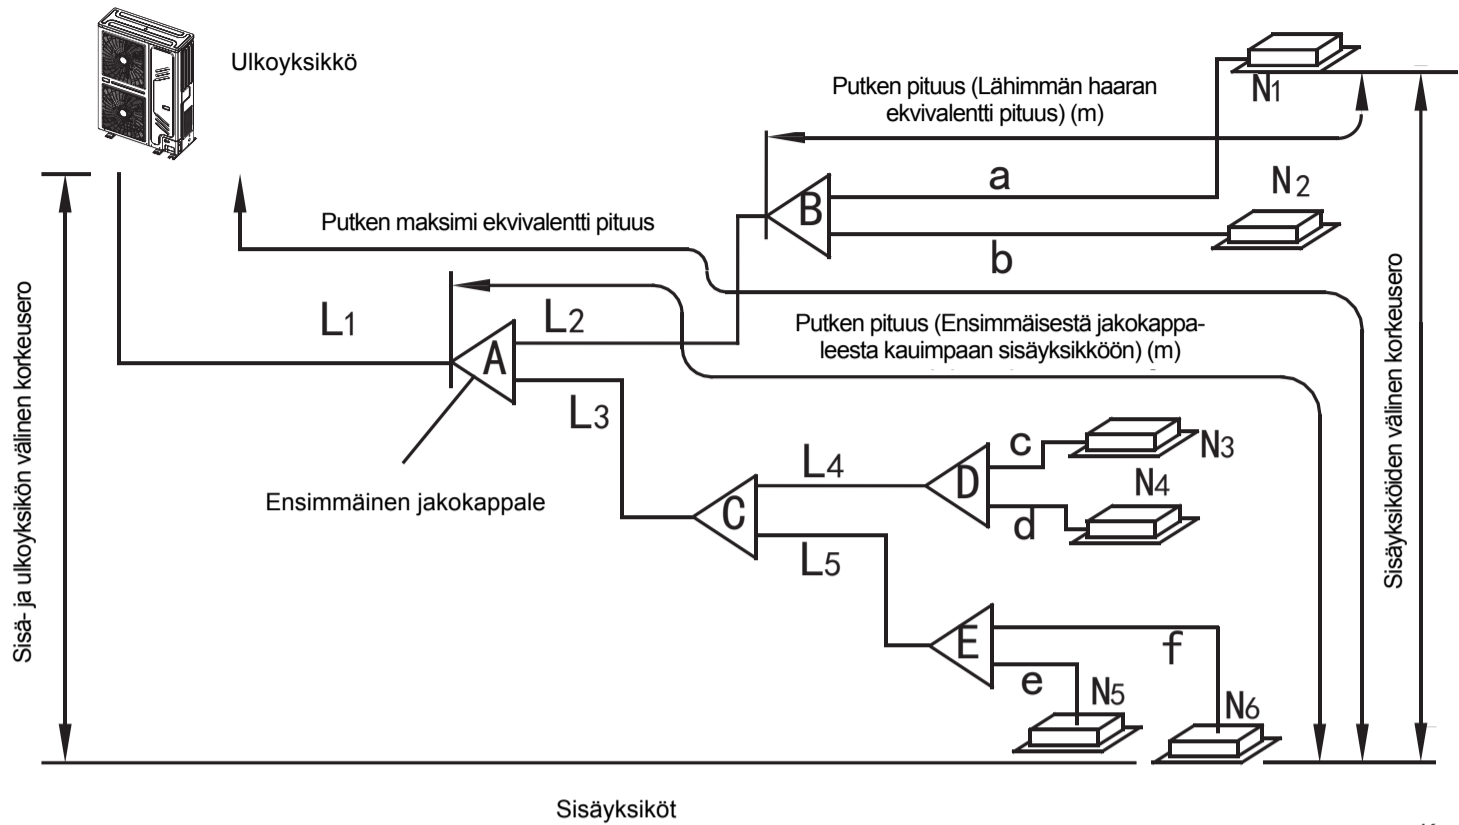 Ulkoyksikkö
Putken pituus (Lähimmän haaran
ekvivalentti pituus) (m)
N1
a
N2
B
b
Putken maksimi ekvivalentti pituus
L1
L2
A
Putken pituus (Ensimmäisestä jakokappa-
leesta kauimpaan sisäyksikköön) (m)
L3
Ensimmäinen jakokappale
L4
c
N3
D
N4
C
d
L5
E
f
e
N5
N6
Sisä- ja ulkoyksikön välinen korkeusero
Sisäyksiköiden välinen korkeusero
Sisäyksiköt